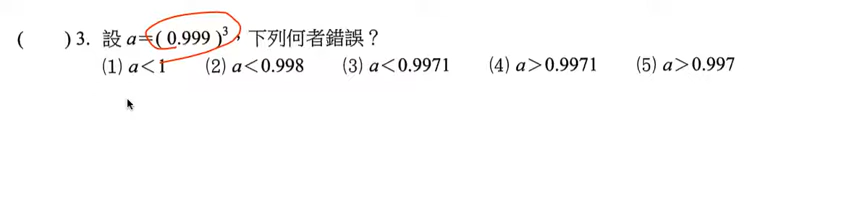 (　　) 3. 設 a=( 0.999 )³，下列何者錯誤？
(1) a<1　(2) a<0.998　(3) a<0.9971　(4) a>0.9971　(5) a>0.997